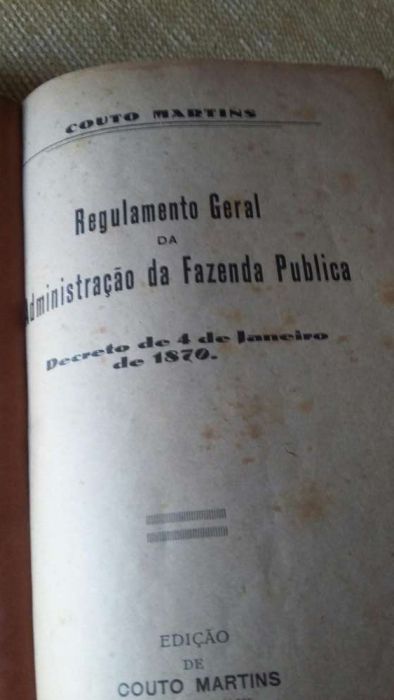 COUTO MARTINS
Regulamento Geral
DA
Administração da Fazenda Publica
Decreto de 4 de Janeiro
de 1870.
EDIÇÃO
DE
COUTO MARTINS